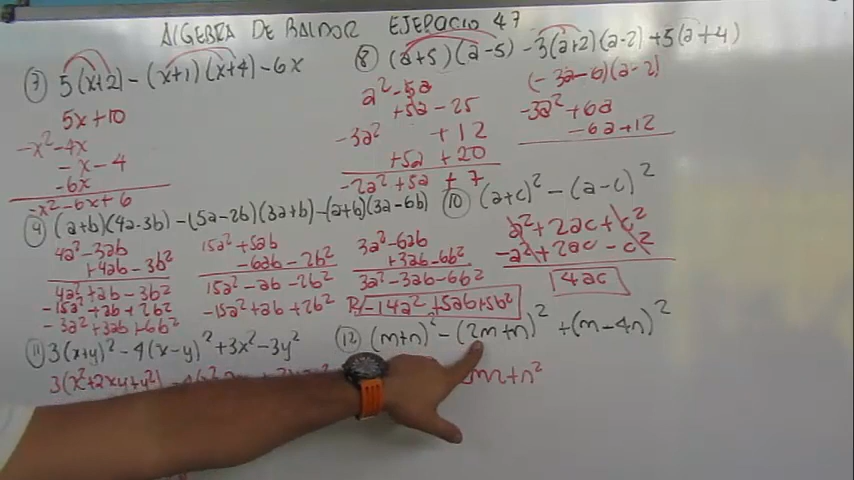 ALGEBRA DE BALDOR EJERCICIO 47
7) 5(x+2) - (x+1)(x+4) - 6x
5x+10
-x²-4x
-x-4
-6x
-x²-6x+6
8) (a+5)(a-5) - 3(a+2)(a-2) + 5(a+4)
(-3a-6)(a-2)
a²-5a
+5a-25
-3a² +12
+5a +20
-2a²+5a+7
-3a²+6a
-6a+12
9) (a+b)(4a-3b) - (5a-2b)(3a+b) - (a+b)(3a-6b)
4a²-3ab
+4ab-3b²
4a²+ab-3b²
-15a²+ab+2b²
-3a²+3ab+6b²
15a²+5ab
-6ab-2b²
15a²-ab-2b²
-15a²+ab+2b²
3a²-6ab
+3ab-6b²
3a²-3ab-6b²
R/ -14a²+5ab+5b²
10) (a+c)² - (a-c)²
a²+2ac+c²
-a²+2ac-c²
4ac
11) 3(x+y)² - 4(x-y)² + 3x² - 3y²
3(x²+2xy+y²)
12) (m+n)² - (2m+n)² + (m-4n)²
+n²